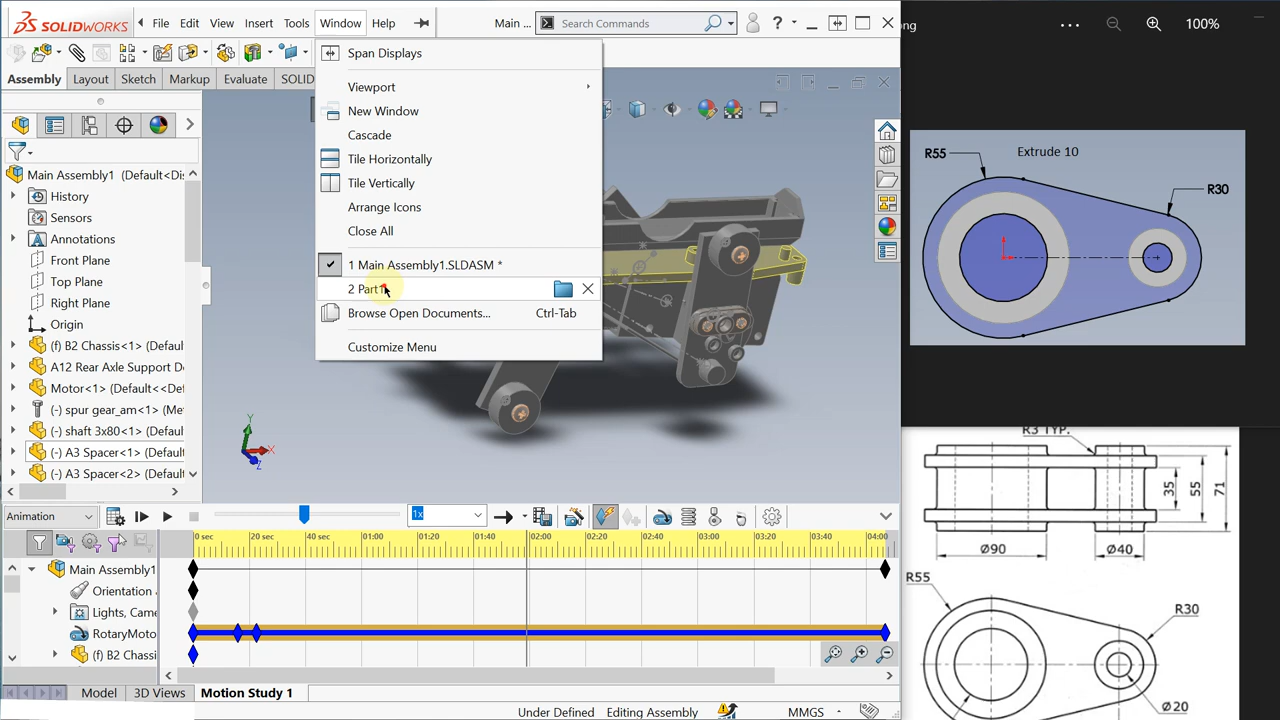 SOLIDWORKS
File Edit View Insert Tools Window Help
Main ...
Search Commands
ong
100%
Assembly Layout Sketch Markup Evaluate SOLID
Span Displays
Viewport
New Window
Cascade
Tile Horizontally
Tile Vertically
Arrange Icons
Close All
1 Main Assembly1.SLDASM *
2 Part1
Browse Open Documents... Ctrl-Tab
Customize Menu
Main Assembly1 (Default<Dis
History
Sensors
Annotations
Front Plane
Top Plane
Right Plane
Origin
(f) B2 Chassis<1> (Defaul
A12 Rear Axle Support De
Motor<1> (Default<<Def
(-) spur gear_am<1> (Me
(-) shaft 3x80<1> (Defaul
(-) A3 Spacer<1> (Default
(-) A3 Spacer<2> (Default
Y
X
Z
Animation
1x
0 sec 20 sec 40 sec 01:00 01:20 01:40 02:00 02:20 02:40 03:00 03:20 03:40 04:00
Main Assembly1
Orientation
Lights, Came
RotaryMoto
(f) B2 Chassi
Model 3D Views Motion Study 1
Under Defined Editing Assembly MMGS
R55
Extrude 10
R30
R3 TYP.
35
55
71
Ø90
Ø40
R55
R30
Ø20